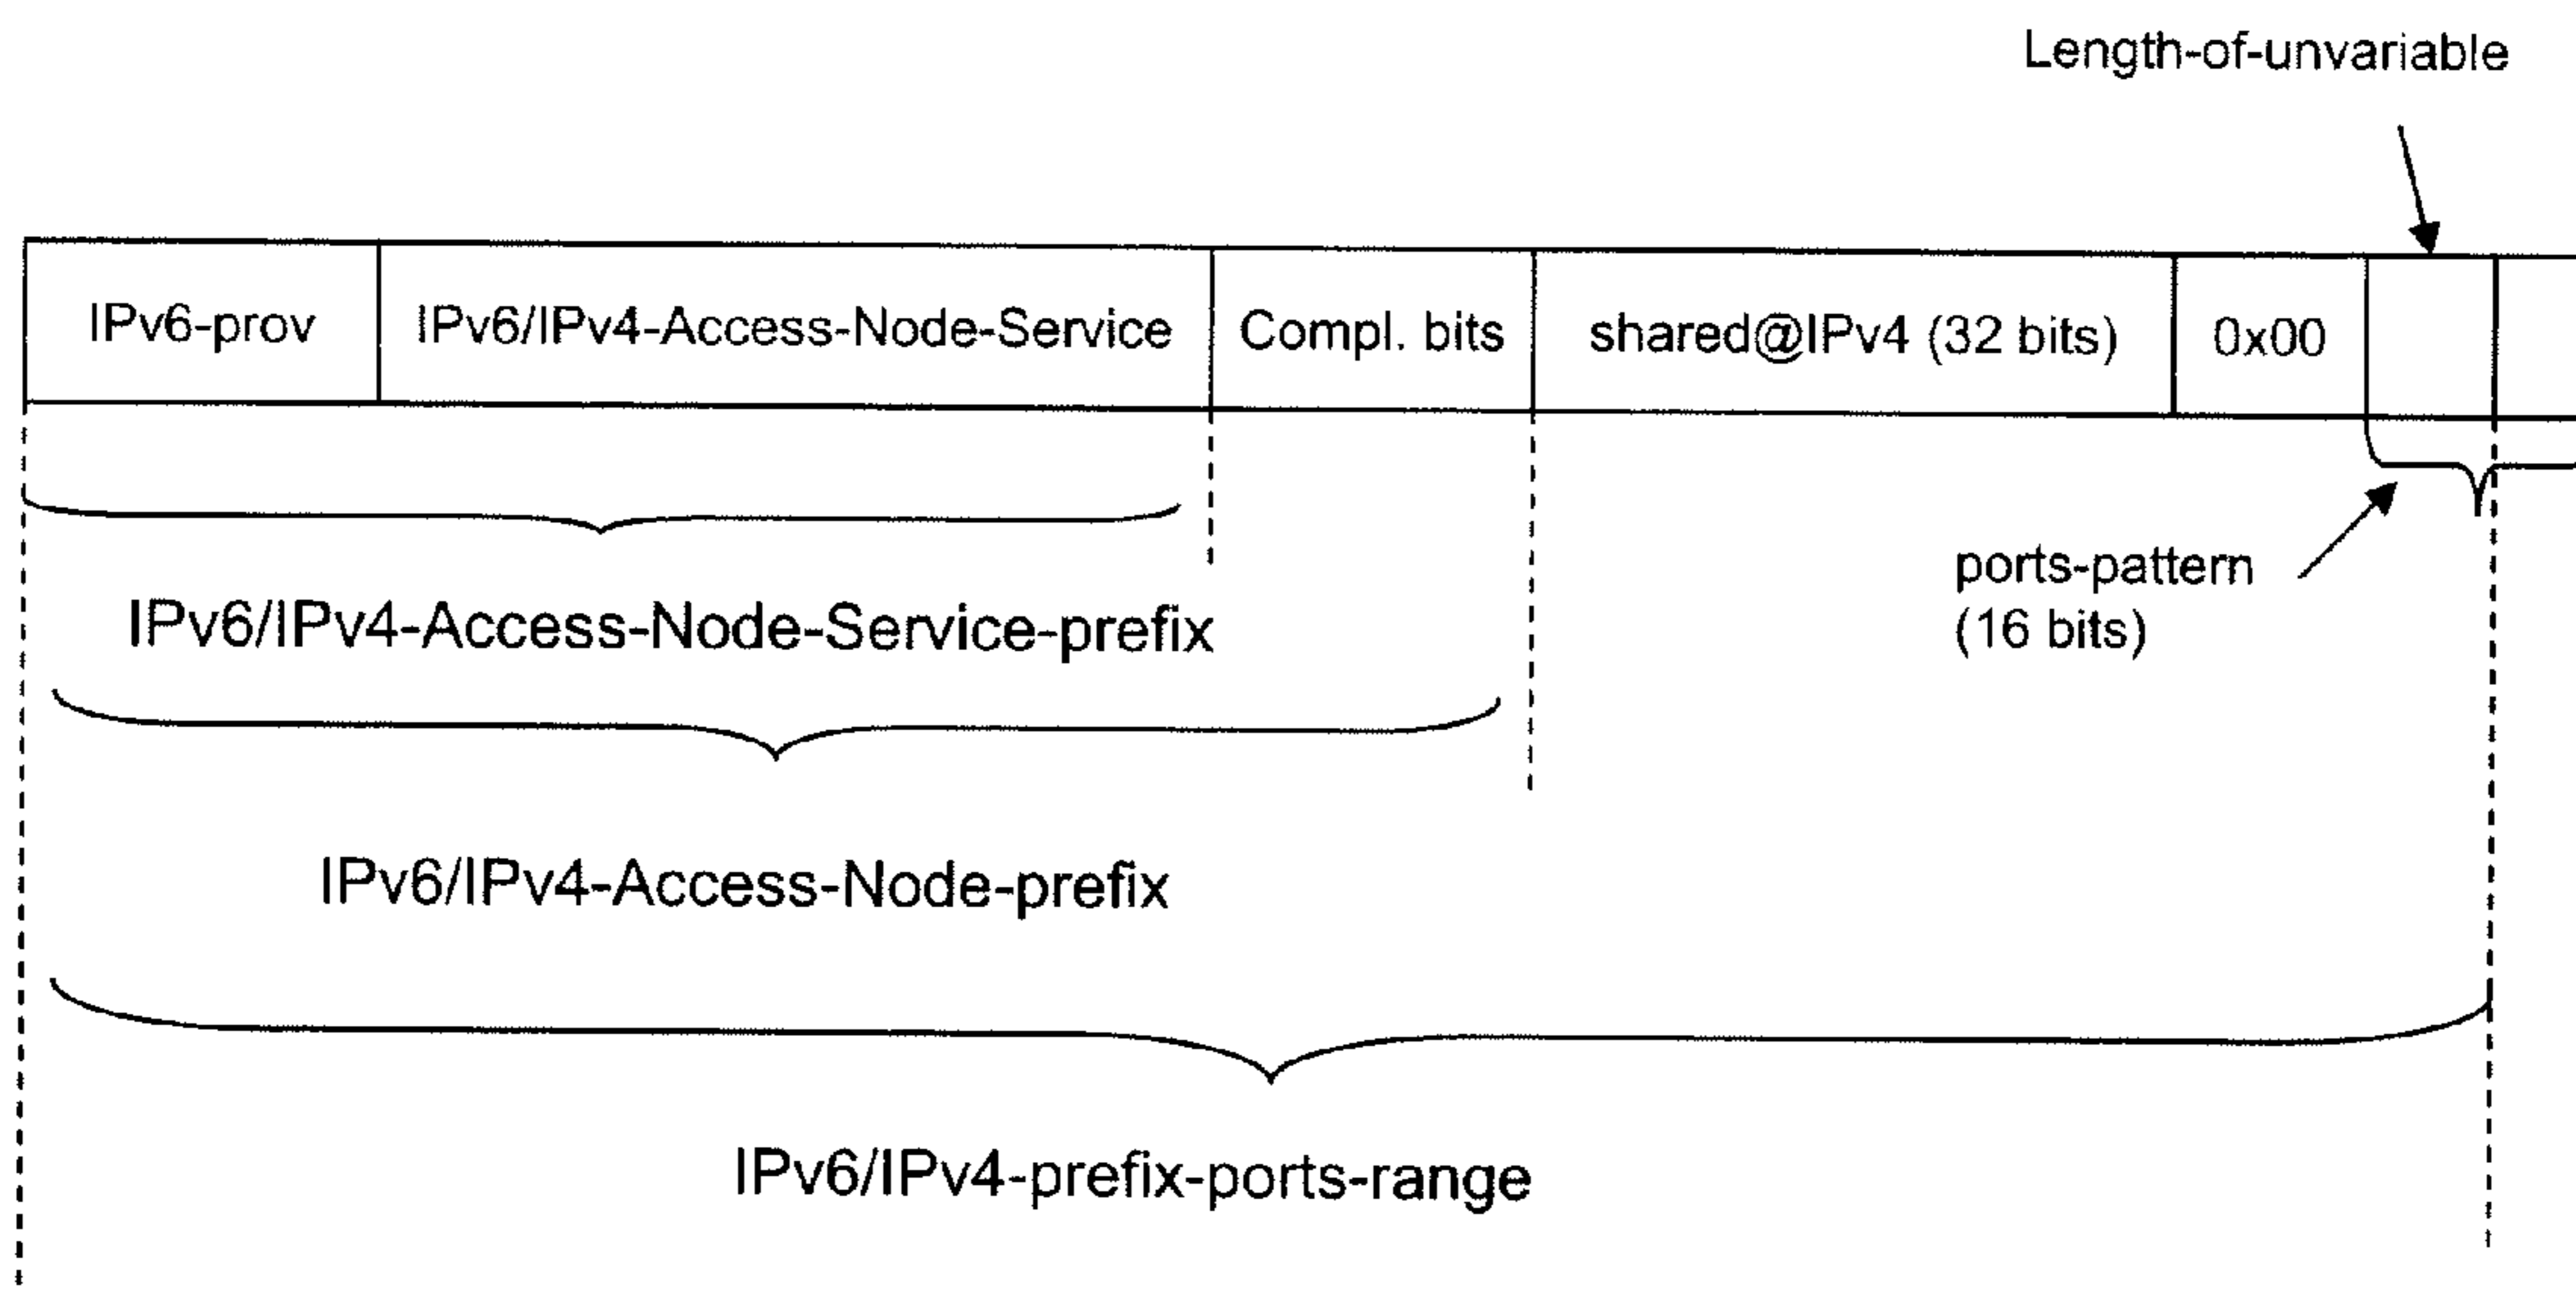 Length-of-unvariable
IPv6-prov
IPv6/IPv4-Access-Node-Service
Compl. bits
shared@IPv4 (32 bits)
0x00
ports-pattern
(16 bits)
IPv6/IPv4-Access-Node-Service-prefix
IPv6/IPv4-Access-Node-prefix
IPv6/IPv4-prefix-ports-range